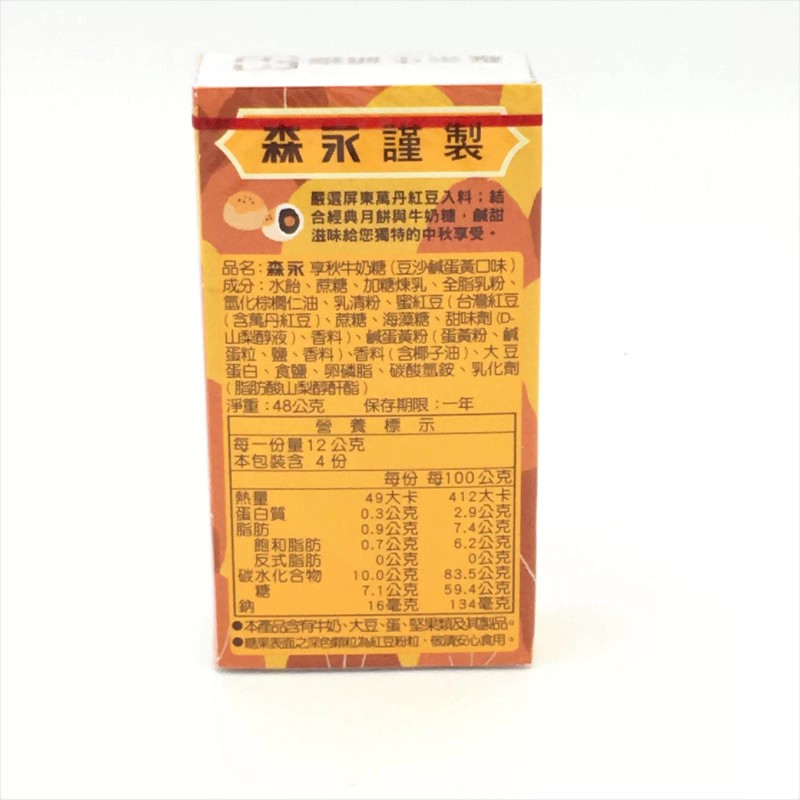 森永謹製
嚴選屏東萬丹紅豆入料；結
合經典月餅與牛奶糖，鹹甜
滋味給您獨特的中秋享受。
品名：森永 享秋牛奶糖(豆沙鹹蛋黃口味)
成分：水飴、蔗糖、加糖煉乳、全脂乳粉、
氫化棕櫚仁油、乳清粉、蜜紅豆(台灣紅豆
(含萬丹紅豆)、蔗糖、海藻糖、甜味劑(D-
山梨醇液)、香料)、鹹蛋黃粉(蛋黃粉、鹹
蛋粒、鹽、香料)、香料(含椰子油)、大豆
蛋白、食鹽、卵磷脂、碳酸氫銨、乳化劑
(脂肪酸山梨醇酐酯)
淨重：48公克 保存期限：一年
營養標示
每一份量12公克
本包裝含 4份
每份 每100公克
熱量 49大卡 412大卡
蛋白質 0.3公克 2.9公克
脂肪 0.9公克 7.4公克
飽和脂肪 0.7公克 6.2公克
反式脂肪 0公克 0公克
碳水化合物 10.0公克 83.5公克
糖 7.1公克 59.4公克
鈉 16毫克 134毫克
●本產品含有牛奶、大豆、蛋、堅果類及其製品。
●糖果表面之深色顆粒為紅豆粉粒，敬請安心食用。